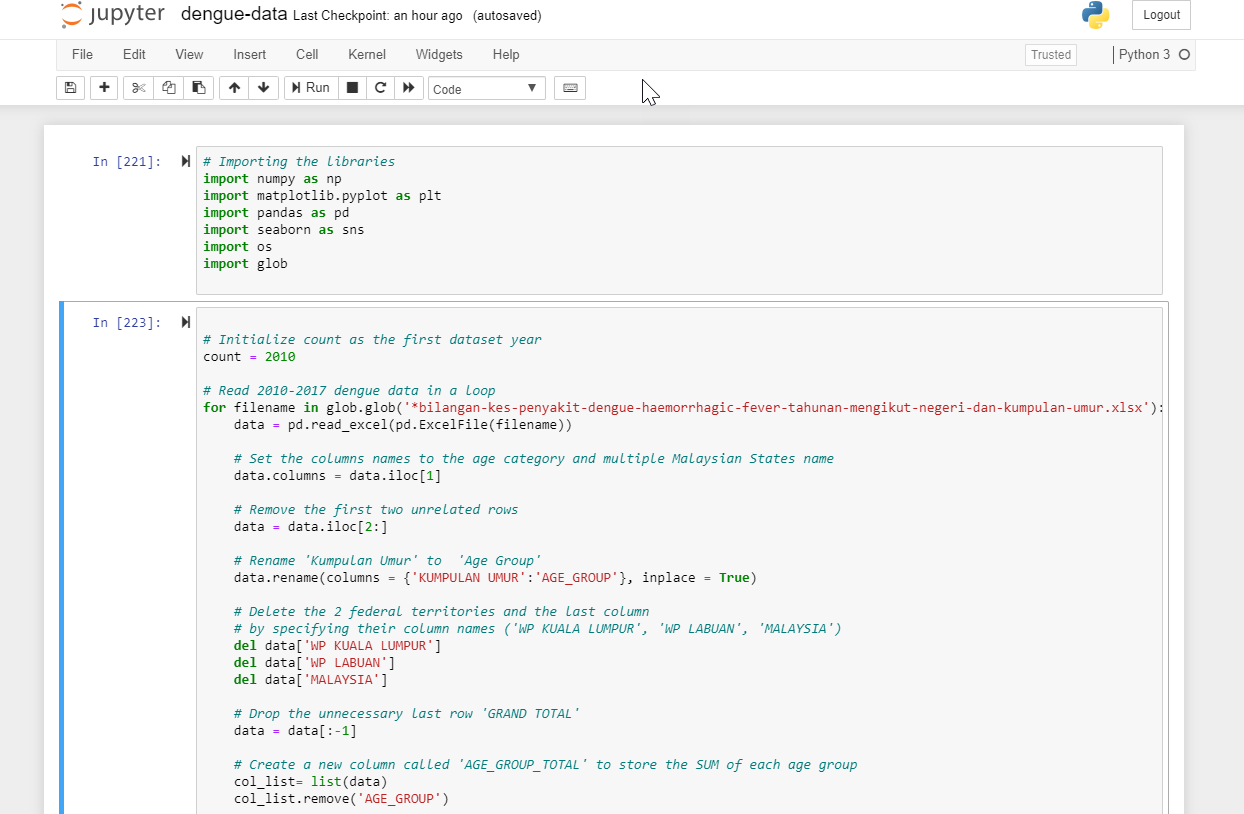 jupyter dengue-data Last Checkpoint: an hour ago (autosaved) Logout
File Edit View Insert Cell Kernel Widgets Help Trusted Python 3
Run Code
In [221]:
# Importing the libraries
import numpy as np
import matplotlib.pyplot as plt
import pandas as pd
import seaborn as sns
import os
import glob
In [223]:
# Initialize count as the first dataset year
count = 2010
# Read 2010-2017 dengue data in a loop
for filename in glob.glob('*bilangan-kes-penyakit-dengue-haemorrhagic-fever-tahunan-mengikut-negeri-dan-kumpulan-umur.xlsx'):
data = pd.read_excel(pd.ExcelFile(filename))
# Set the columns names to the age category and multiple Malaysian States name
data.columns = data.iloc[1]
# Remove the first two unrelated rows
data = data.iloc[2:]
# Rename 'Kumpulan Umur' to  'Age Group'
data.rename(columns = {'KUMPULAN UMUR':'AGE_GROUP'}, inplace = True)
# Delete the 2 federal territories and the last column
# by specifying their column names ('WP KUALA LUMPUR', 'WP LABUAN', 'MALAYSIA')
del data['WP KUALA LUMPUR']
del data['WP LABUAN']
del data['MALAYSIA']
# Drop the unnecessary last row 'GRAND TOTAL'
data = data[:-1]
# Create a new column called 'AGE_GROUP_TOTAL' to store the SUM of each age group
col_list= list(data)
col_list.remove('AGE_GROUP')